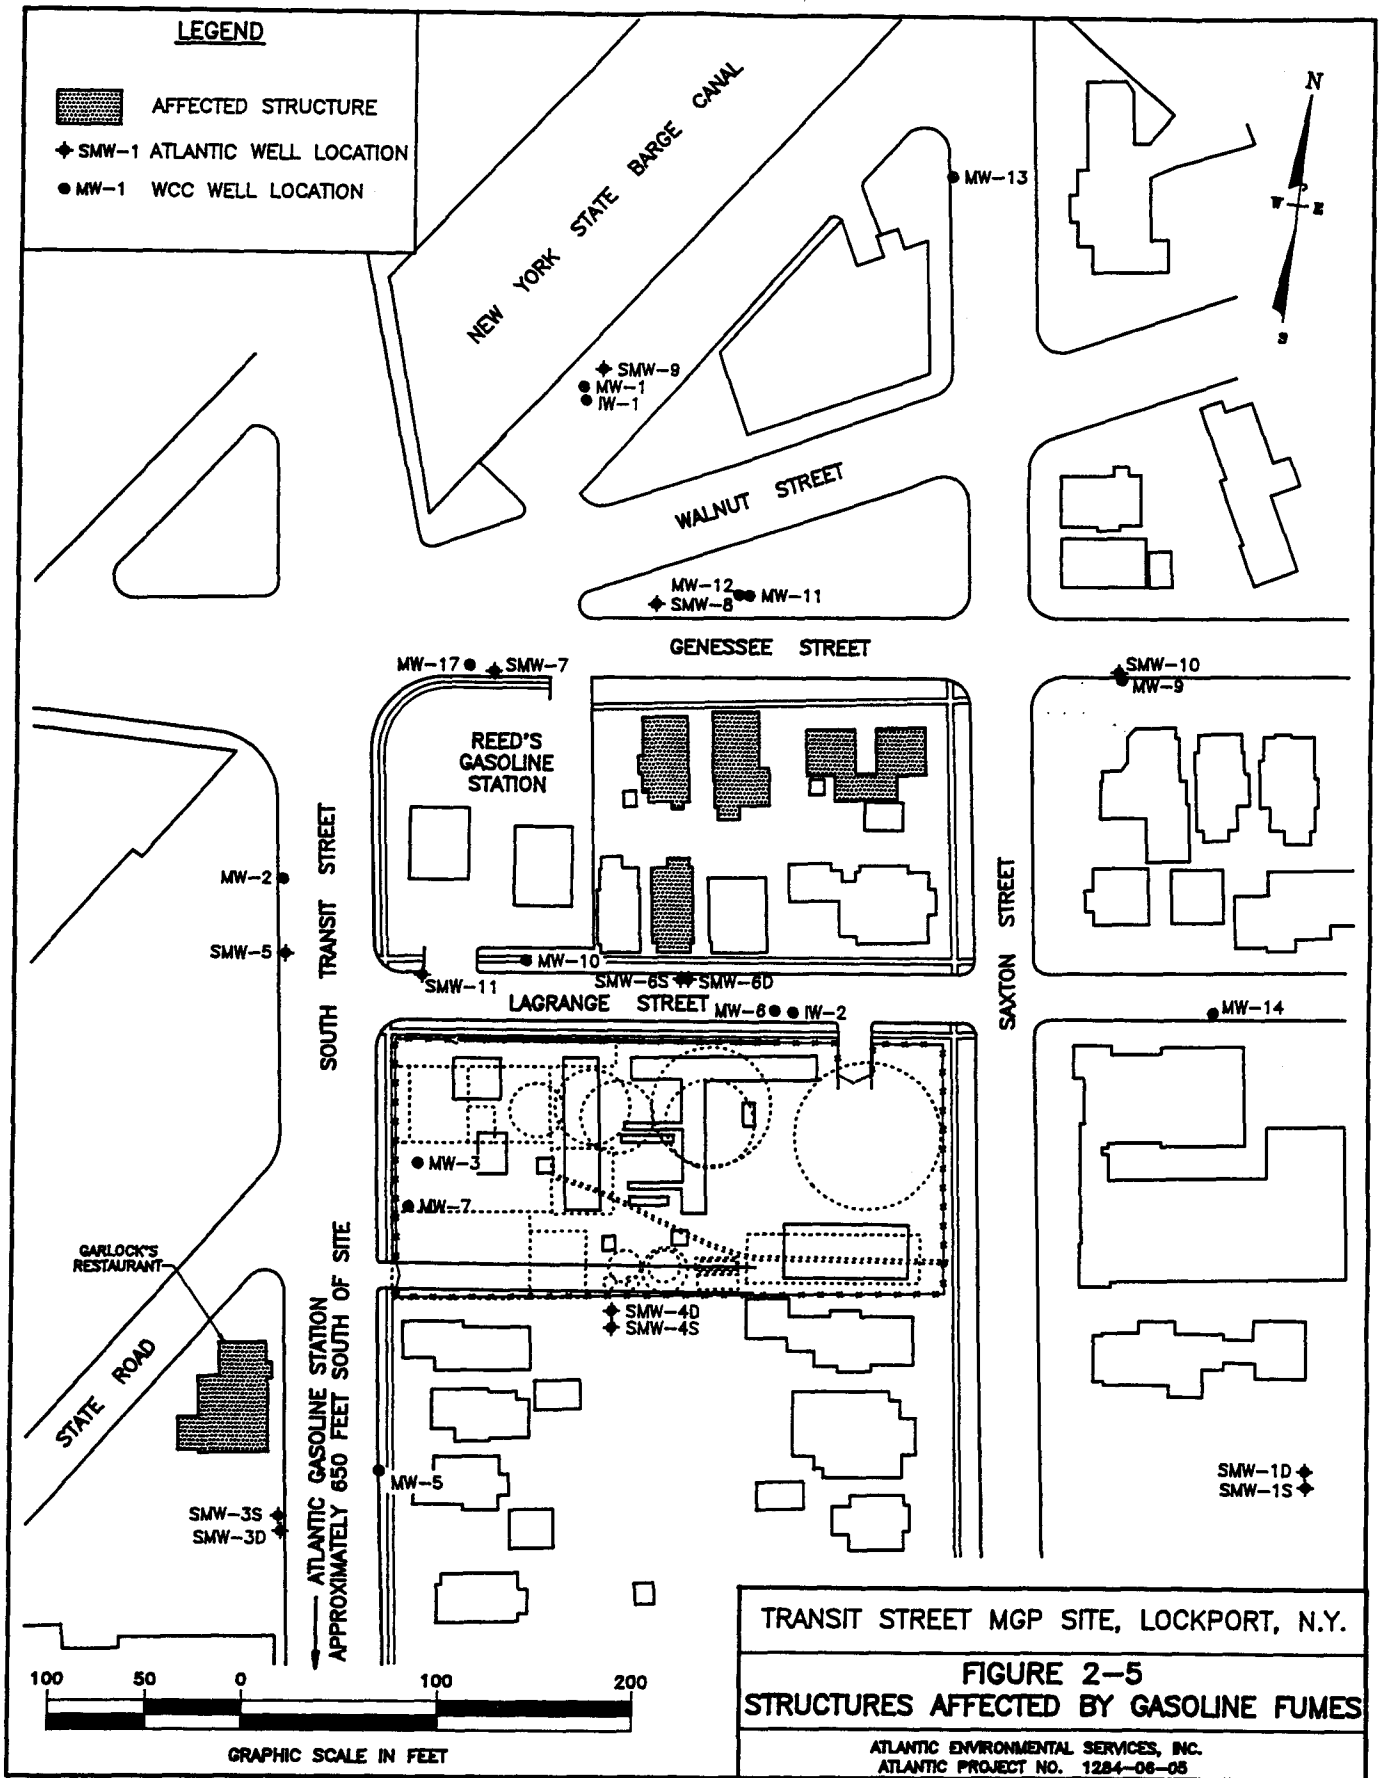 LEGEND
AFFECTED STRUCTURE
SMW-1 ATLANTIC WELL LOCATION
MW-1 WCC WELL LOCATION
NEW YORK STATE BARGE CANAL
N
W E
S
MW-13
SMW-9
MW-1
IW-1
WALNUT STREET
MW-12
MW-11
SMW-8
GENESSEE STREET
MW-17
SMW-7
SMW-10
MW-9
REED'S
GASOLINE
STATION
SOUTH TRANSIT STREET
SAXTON STREET
MW-2
SMW-5
MW-10
SMW-11
SMW-6S
SMW-6D
LAGRANGE STREET
MW-6
IW-2
MW-14
MW-3
MW-7
GARLOCK'S
RESTAURANT
STATE ROAD
ATLANTIC GASOLINE STATION
APPROXIMATELY 650 FEET SOUTH OF SITE
SMW-4D
SMW-4S
MW-5
SMW-3S
SMW-3D
SMW-1D
SMW-1S
100 50 0 100 200
GRAPHIC SCALE IN FEET
TRANSIT STREET MGP SITE, LOCKPORT, N.Y.
FIGURE 2-5
STRUCTURES AFFECTED BY GASOLINE FUMES
ATLANTIC ENVIRONMENTAL SERVICES, INC.
ATLANTIC PROJECT NO. 1284-06-05